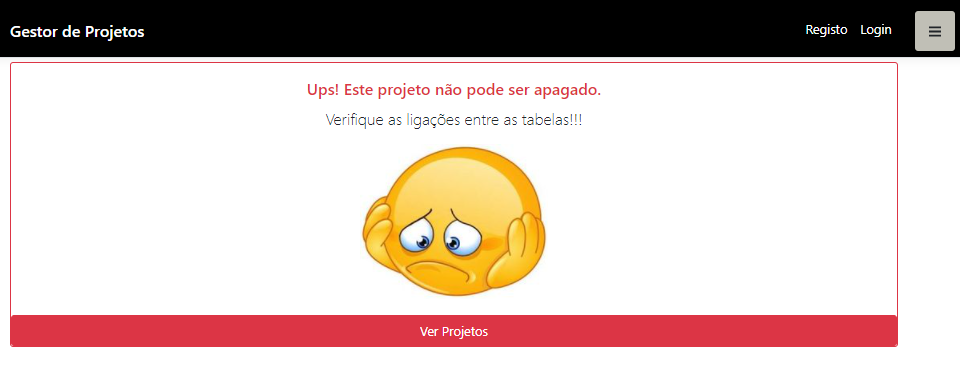 Gestor de Projetos
Registo Login
Ups! Este projeto não pode ser apagado.
Verifique as ligações entre as tabelas!!!
Ver Projetos